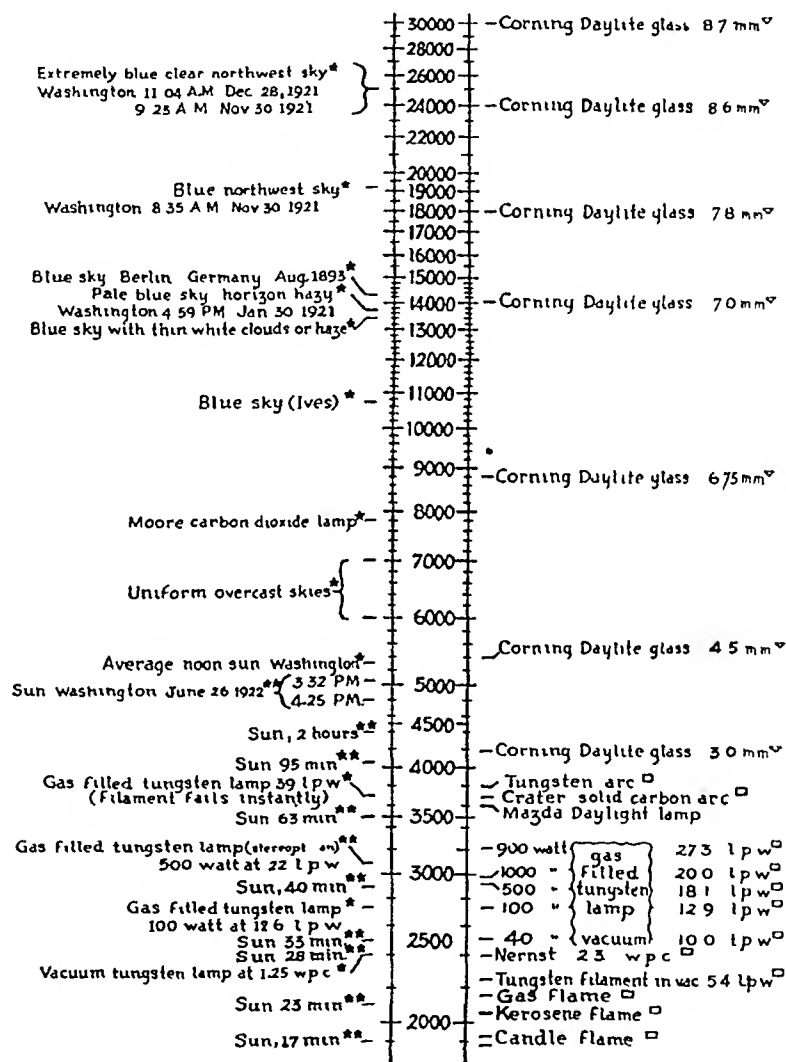 30000 Corning Daylite glass 8 7 mm▽
28000
Extremely blue clear northwest sky★ 26000
Washington 11 04 A.M Dec 28, 1921
9 25 A M Nov 30 1921 24000 Corning Daylite glass 8 6 mm▽
22000
20000
Blue northwest sky★ 19000
Washington 8 35 A M Nov 30 1921 18000 Corning Daylite glass 7 8 mm▽
17000
16000
Blue sky Berlin Germany Aug. 1893★ 15000
Pale blue sky horizon hazy★ 14000 Corning Daylite glass 7 0 mm▽
Washington 4 59 PM Jan 30 1921
Blue sky with thin white clouds or haze★ 13000
12000
11000
Blue sky (Ives)★
10000
9000 Corning Daylite glass 6 75 mm▽
8000
Moore carbon dioxide lamp★
7000
Uniform overcast skies★
6000
Corning Daylite glass 4 5 mm▽
Average noon sun Washington★
Sun Washington June 26 1922★★ 3 32 PM 5000
4.25 PM
4500
Sun, 2 hours★★
Corning Daylite glass 3 0 mm▽
Sun 95 min★★ 4000
Gas filled tungsten lamp 39 l p w★ Tungsten arc □
(Filament fails instantly) Crater solid carbon arc □
Sun 63 min★★ 3500 Mazda Daylight lamp
Gas filled tungsten lamp (stereopt on)★★ 900 watt gas 27 3 l p w□
500 watt at 22 l p w 3000 1000 " filled 20 0 l p w□
Sun, 40 min★★ 500 " tungsten 18 1 l p w□
Gas filled tungsten lamp★ 100 " lamp 12 9 l p w□
100 watt at 12 6 l p w
Sun 33 min★★ 2500 40 " vacuum 10 0 l p w□
Sun 28 min★★ Nernst 2 3 w p c □
Vacuum tungsten lamp at 1.25 w p c★ Tungsten filament in vac 5 4 l p w□
Gas flame □
Sun 23 min★★ Kerosene flame □
2000
Sun, 17 min★★ Candle flame □